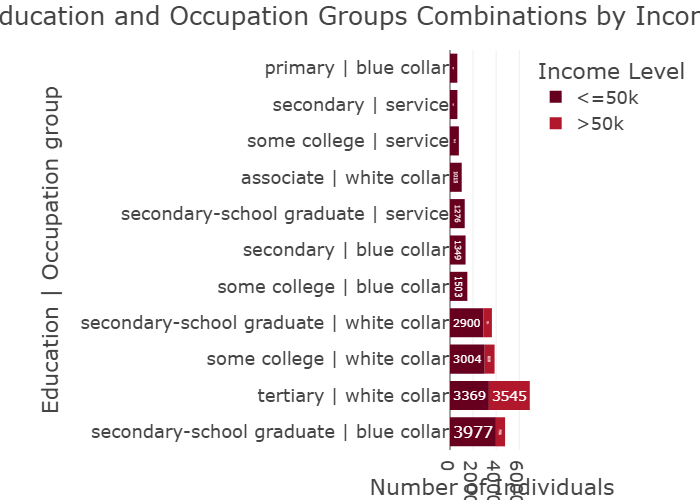 ducation and Occupation Groups Combinations by Incor
Income Level
<=50k
>50k
Education | Occupation group
primary | blue collar
secondary | service
some college | service
associate | white collar 1015
secondary-school graduate | service 1276
secondary | blue collar 1349
some college | blue collar 1503
secondary-school graduate | white collar 2900
some college | white collar 3004
tertiary | white collar 3369 3545
secondary-school graduate | blue collar 3977
0 2000 4000 6000
Number of Individuals